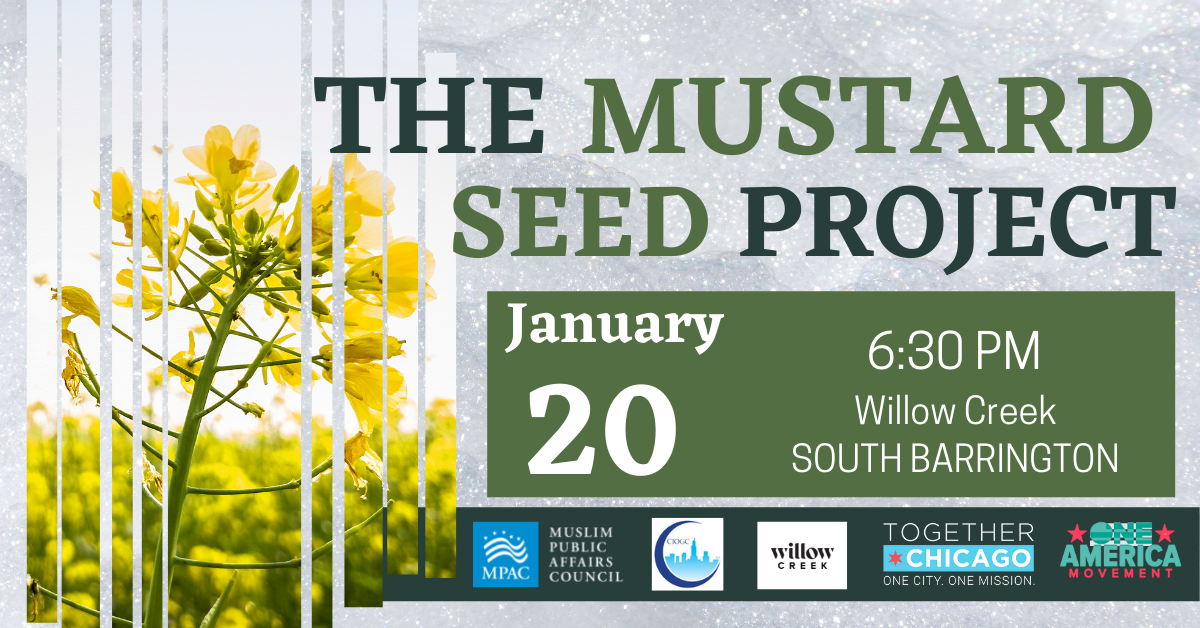 THE MUSTARD
SEED PROJECT
January
20
6:30 PM
Willow Creek
SOUTH BARRINGTON
MPAC
MUSLIM
PUBLIC
AFFAIRS
COUNCIL
CIOGC
willow
CREEK
TOGETHER
CHICAGO
ONE CITY. ONE MISSION.
ONE
AMERICA
MOVEMENT